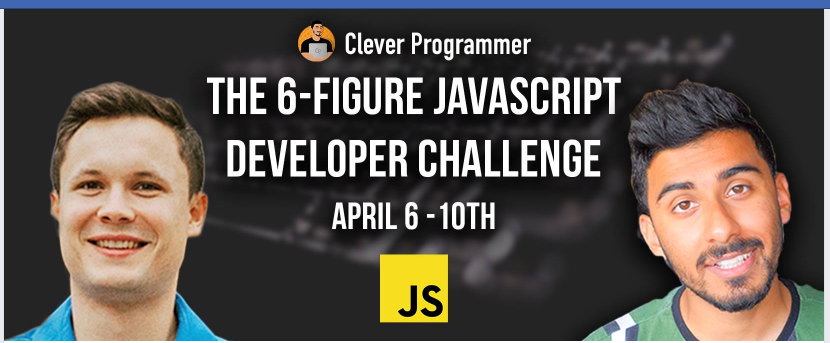 Clever Programmer
THE 6-FIGURE JAVASCRIPT
DEVELOPER CHALLENGE
APRIL 6 -10TH
JS